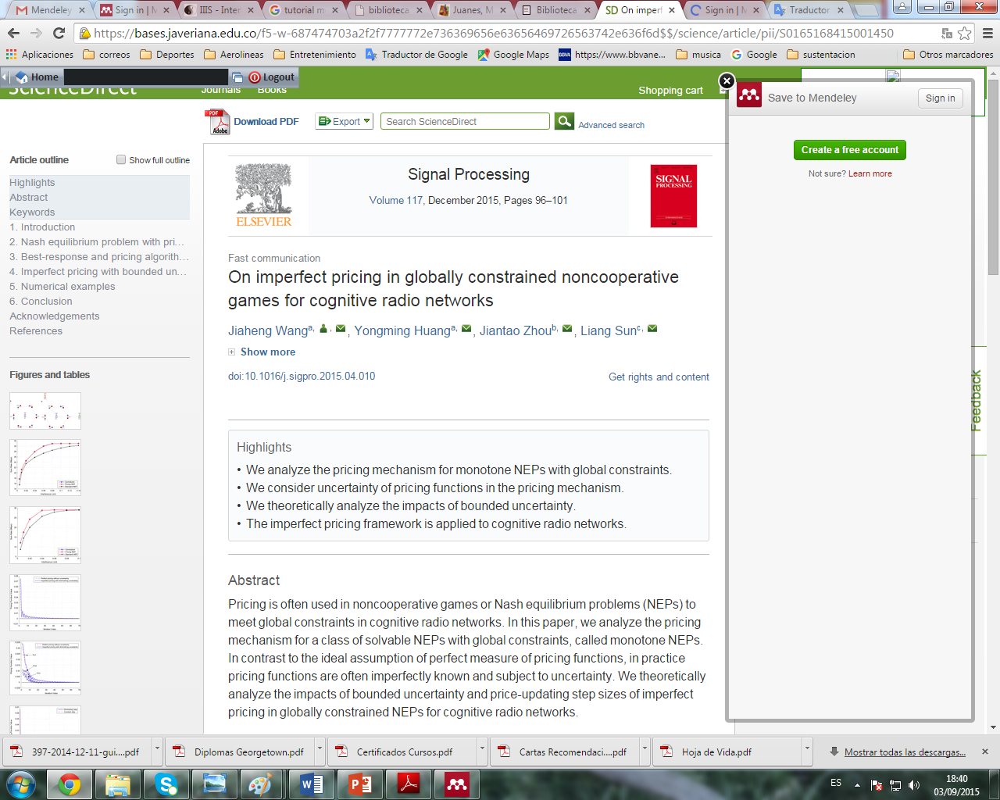 Mendeley
Sign in | M
IIIS - Inter
tutorial m
biblioteca
Juanes, M
Biblioteca
On imperf
Sign in | M
Traductor
https://bases.javeriana.edu.co/f5-w-687474703a2f2f7777772e736369656e63656469726563742e636f6d$$/science/article/pii/S0165168415001450
Aplicaciones
correos
Deportes
Aerolineas
Entretenimiento
Traductor de Google
Google Maps
BBVA
https://www.bbvane...
musica
Google
sustentacion
Otros marcadores
Home
Logout
ScienceDirect
Journals
Books
Shopping cart
Save to Mendeley
Sign in
Create a free account
Not sure? Learn more
PDF
Adobe
Download PDF
Export
Search ScienceDirect
Advanced search
Article outline
Show full outline
Highlights
Abstract
Keywords
1. Introduction
2. Nash equilibrium problem with pri...
3. Best-response and pricing algorith...
4. Imperfect pricing with bounded un...
5. Numerical examples
6. Conclusion
Acknowledgements
References
Figures and tables
ELSEVIER
Signal Processing
Volume 117, December 2015, Pages 96–101
SIGNAL
PROCESSING
Fast communication
On imperfect pricing in globally constrained noncooperative
games for cognitive radio networks
Jiaheng Wang a, , , Yongming Huang a, , Jiantao Zhou b, , Liang Sun c,
Show more
doi:10.1016/j.sigpro.2015.04.010
Get rights and content
Highlights
• We analyze the pricing mechanism for monotone NEPs with global constraints.
• We consider uncertainty of pricing functions in the pricing mechanism.
• We theoretically analyze the impacts of bounded uncertainty.
• The imperfect pricing framework is applied to cognitive radio networks.
Abstract
Pricing is often used in noncooperative games or Nash equilibrium problems (NEPs) to
meet global constraints in cognitive radio networks. In this paper, we analyze the pricing
mechanism for a class of solvable NEPs with global constraints, called monotone NEPs.
In contrast to the ideal assumption of perfect measure of pricing functions, in practice
pricing functions are often imperfectly known and subject to uncertainty. We theoretically
analyze the impacts of bounded uncertainty and price-updating step sizes of imperfect
pricing in globally constrained NEPs for cognitive radio networks.
Feedback
397-2014-12-11-gui....pdf
Diplomas Georgetown.pdf
Certificados Cursos.pdf
Cartas Recomendaci....pdf
Hoja de Vida.pdf
Mostrar todas las descargas...
ES
18:40
03/09/2015